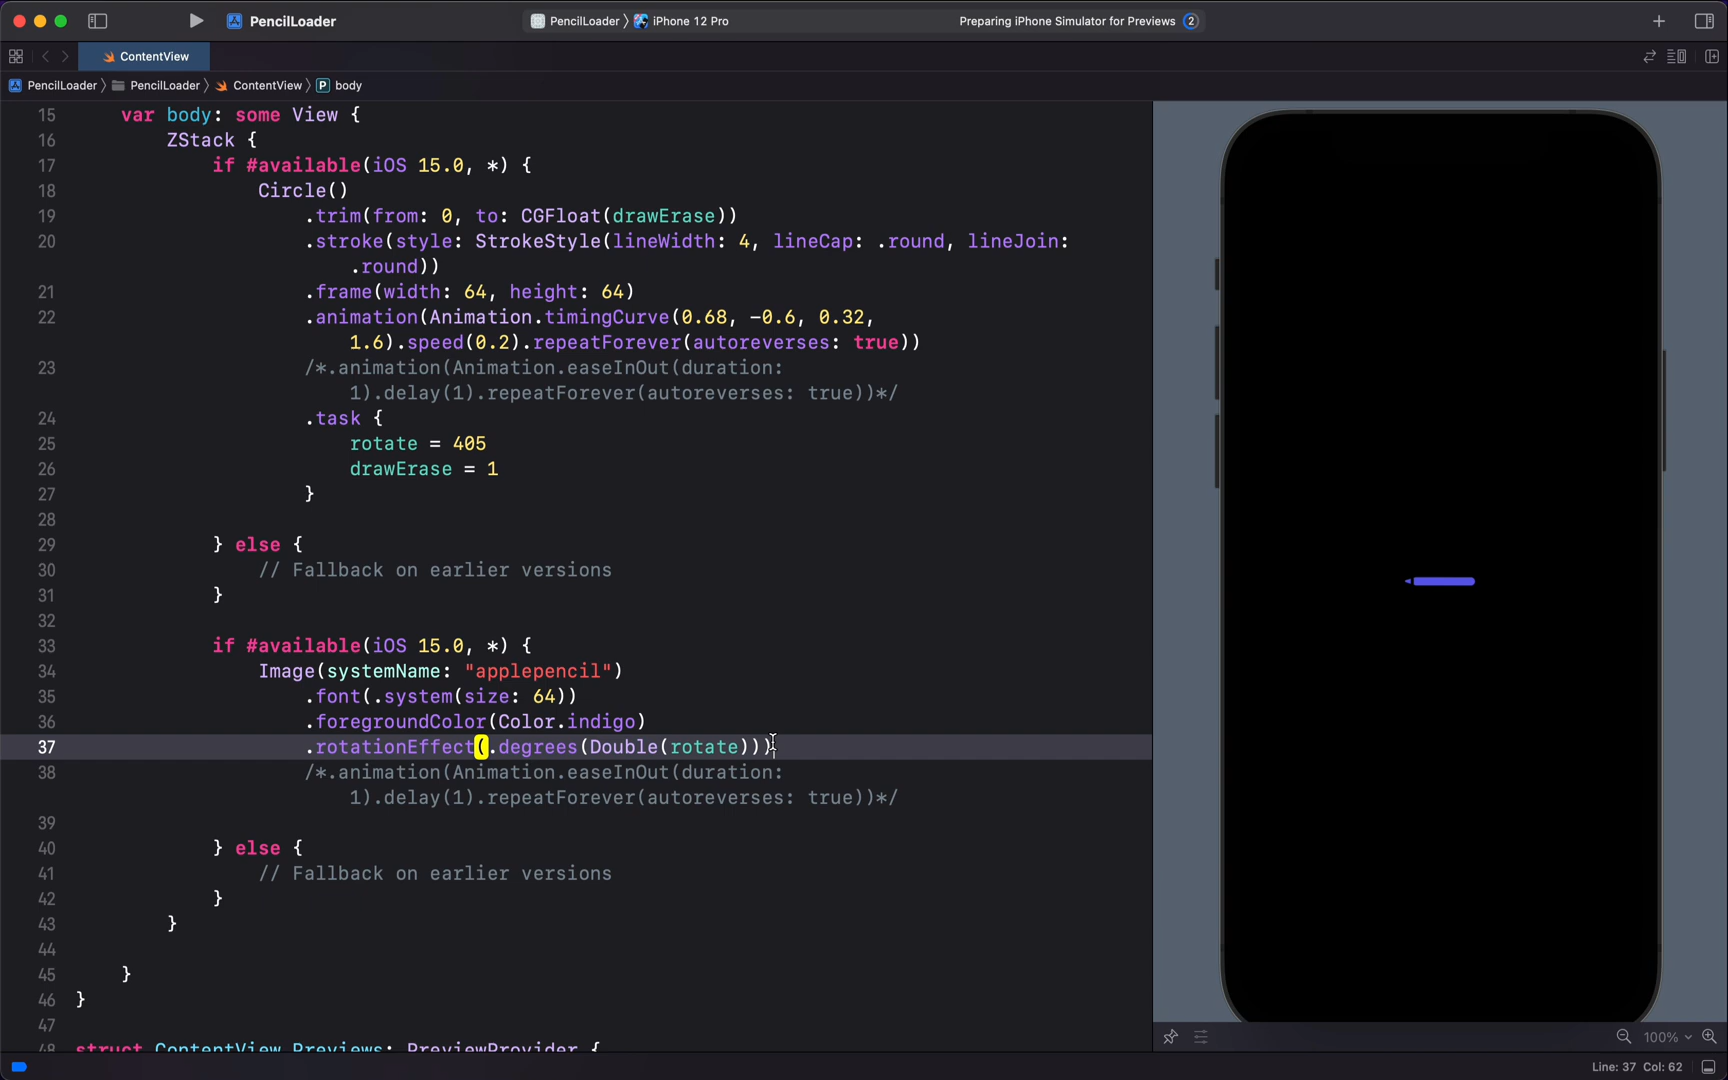 PencilLoader
PencilLoader 〉 iPhone 12 Pro
Preparing iPhone Simulator for Previews 2
ContentView
PencilLoader 〉 PencilLoader 〉 ContentView 〉 P body
15 var body: some View {
16 ZStack {
17 if #available(iOS 15.0, *) {
18 Circle()
19 .trim(from: 0, to: CGFloat(drawErase))
20 .stroke(style: StrokeStyle(lineWidth: 4, lineCap: .round, lineJoin:
.round))
21 .frame(width: 64, height: 64)
22 .animation(Animation.timingCurve(0.68, -0.6, 0.32,
1.6).speed(0.2).repeatForever(autoreverses: true))
23 /*.animation(Animation.easeInOut(duration:
1).delay(1).repeatForever(autoreverses: true))*/
24 .task {
25 rotate = 405
26 drawErase = 1
27 }
28
29 } else {
30 // Fallback on earlier versions
31 }
32
33 if #available(iOS 15.0, *) {
34 Image(systemName: "applepencil")
35 .font(.system(size: 64))
36 .foregroundColor(Color.indigo)
37 .rotationEffect(.degrees(Double(rotate)))
38 /*.animation(Animation.easeInOut(duration:
1).delay(1).repeatForever(autoreverses: true))*/
39
40 } else {
41 // Fallback on earlier versions
42 }
43 }
44
45 }
46 }
47
48 struct ContentView_Previews: PreviewProvider {
100%
Line: 37 Col: 62